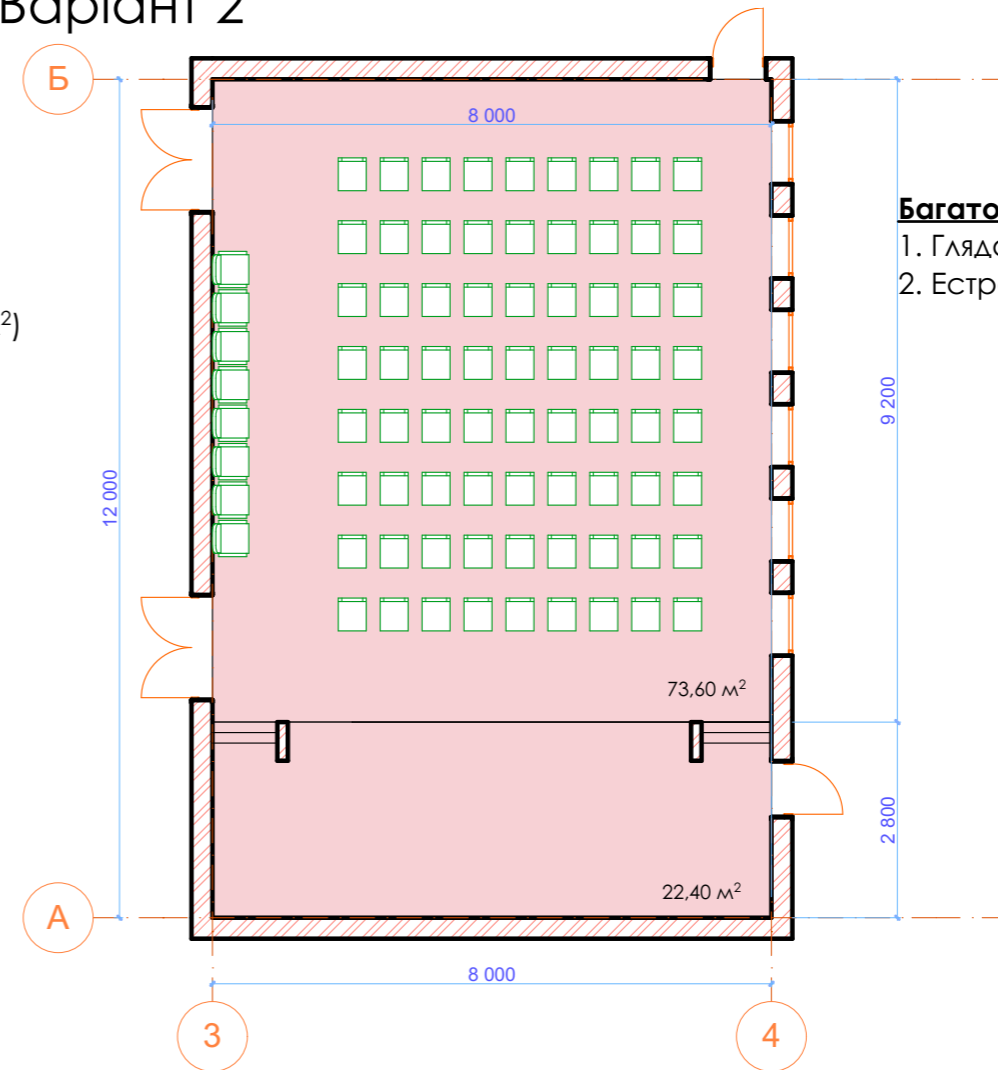 Варіант 2
Б
8 000
Багато
1. Гляд
2. Естр
2)
9 200
12 000
73,60 м²
2 800
22,40 м²
А
8 000
3
4